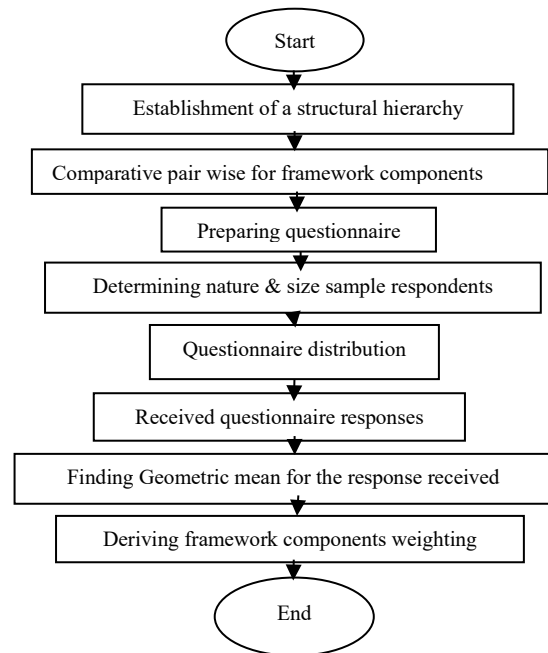 Start
Establishment of a structural hierarchy
Comparative pair wise for framework components
Preparing questionnaire
Determining nature & size sample respondents
Questionnaire distribution
Received questionnaire responses
Finding Geometric mean for the response received
Deriving framework components weighting
End